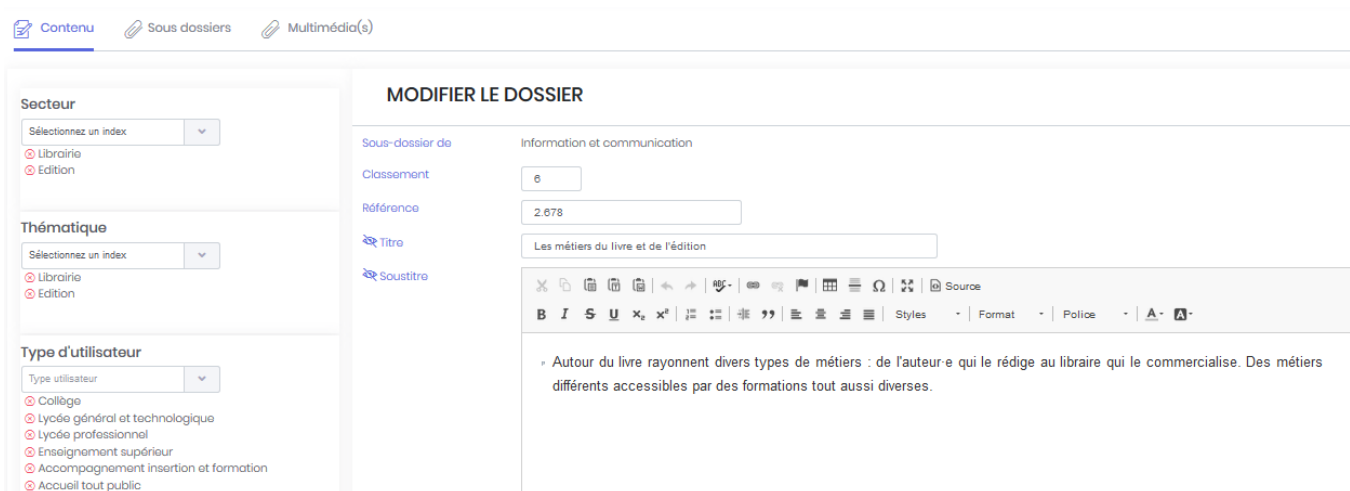 Contenu Sous dossiers Multimédia(s)
Secteur
Sélectionnez un index
Librairie
Edition
Thématique
Sélectionnez un index
Librairie
Edition
Type d'utilisateur
Type utilisateur
Collège
Lycée général et technologique
Lycée professionnel
Enseignement supérieur
Accompagnement insertion et formation
Accueil tout public
MODIFIER LE DOSSIER
Sous-dossier de Information et communication
Classement 6
Référence 2.678
Titre Les métiers du livre et de l'édition
Soustitre
ABC Ω Source
B I S U x₂ x² Styles Format Police A A
Autour du livre rayonnent divers types de métiers : de l'auteur·e qui le rédige au libraire qui le commercialise. Des métiers
différents accessibles par des formations tout aussi diverses.